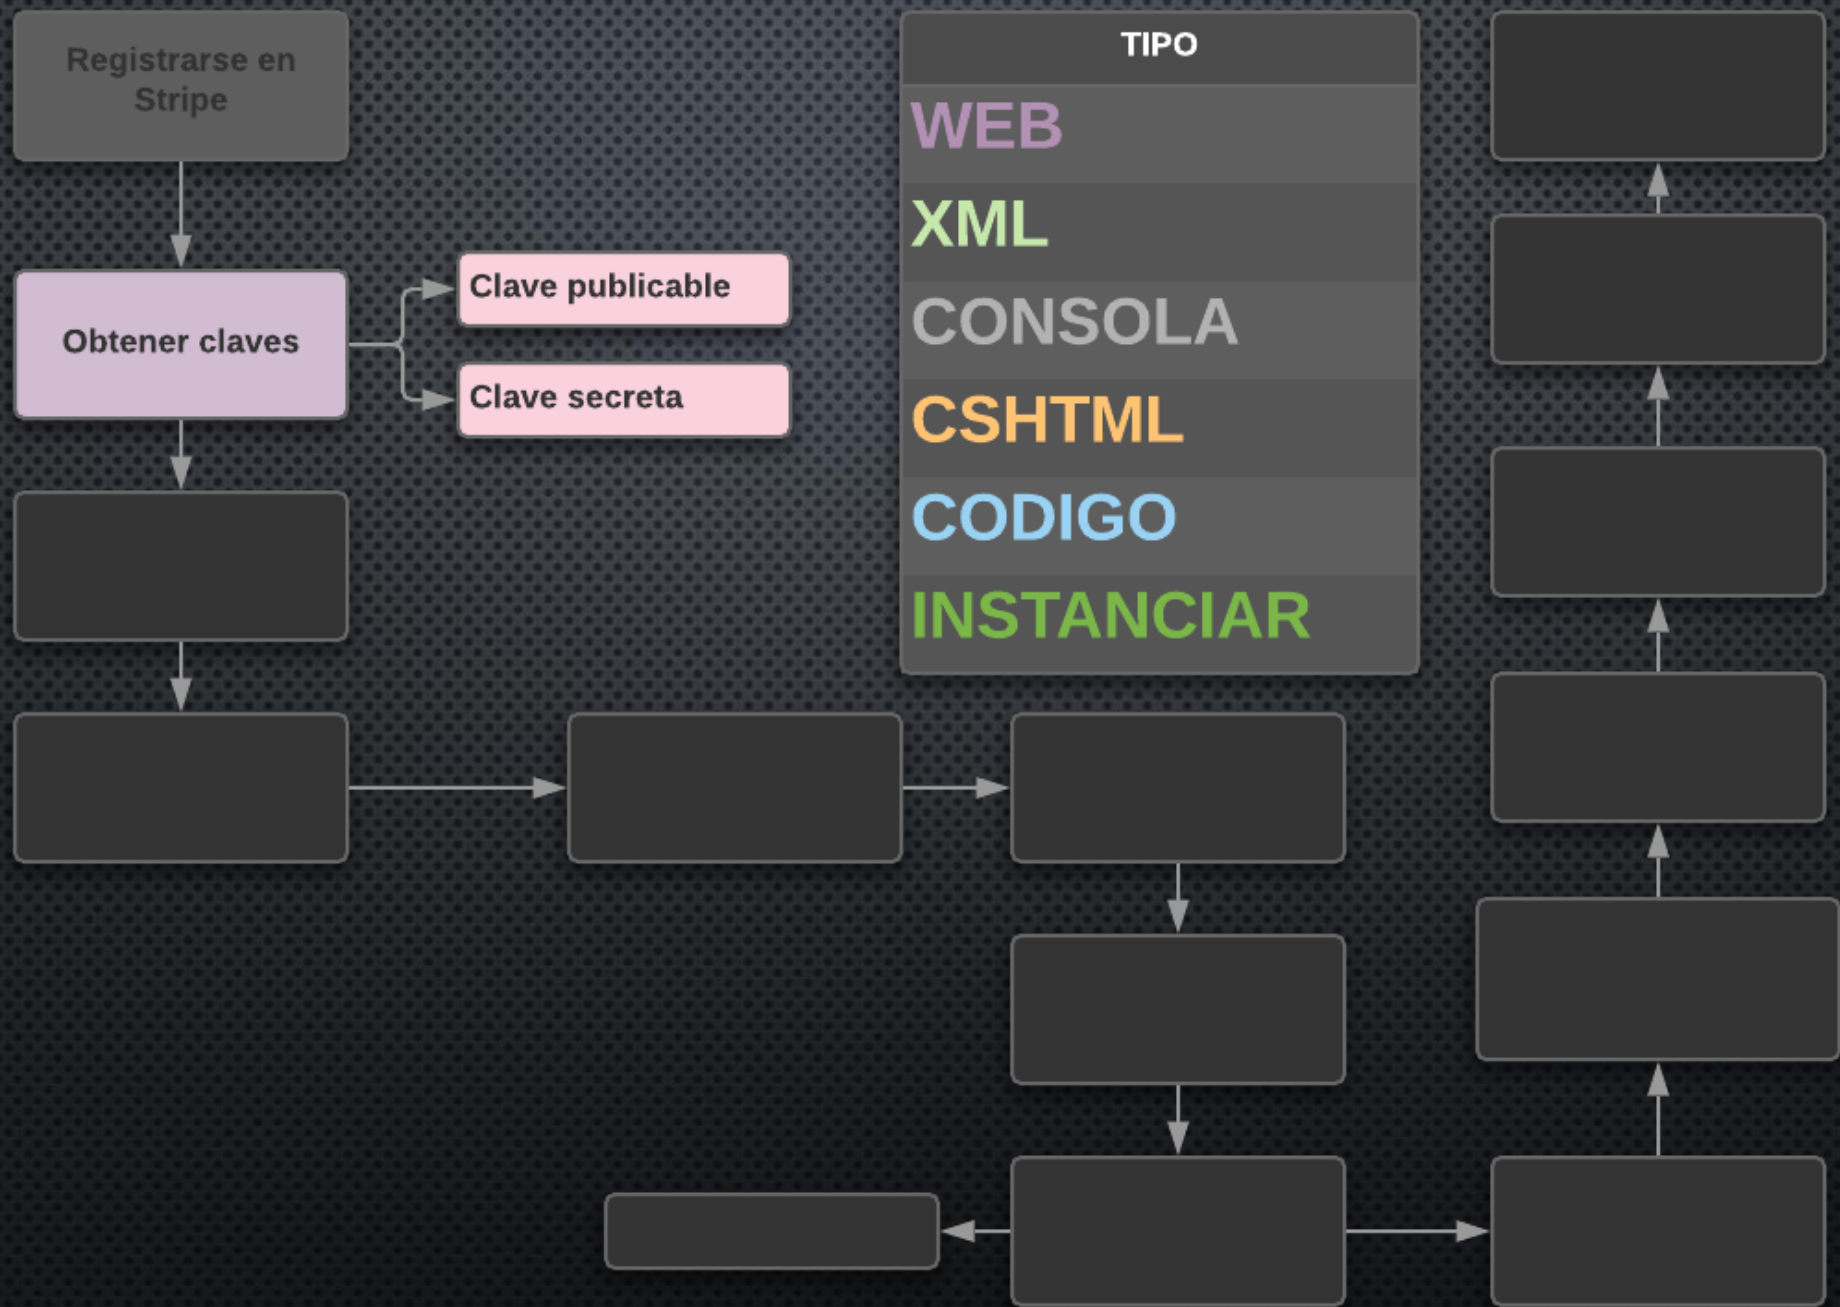 Registrarse en
Stripe
Obtener claves
Clave publicable
Clave secreta
TIPO
WEB
XML
CONSOLA
CSHTML
CODIGO
INSTANCIAR